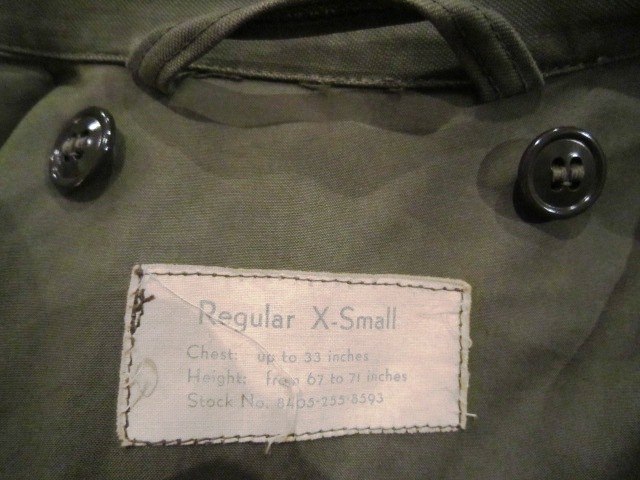 Regular X-Small
Chest: up to 33 inches
Height: from 67 to 71 inches
Stock No. 8405-255-8593